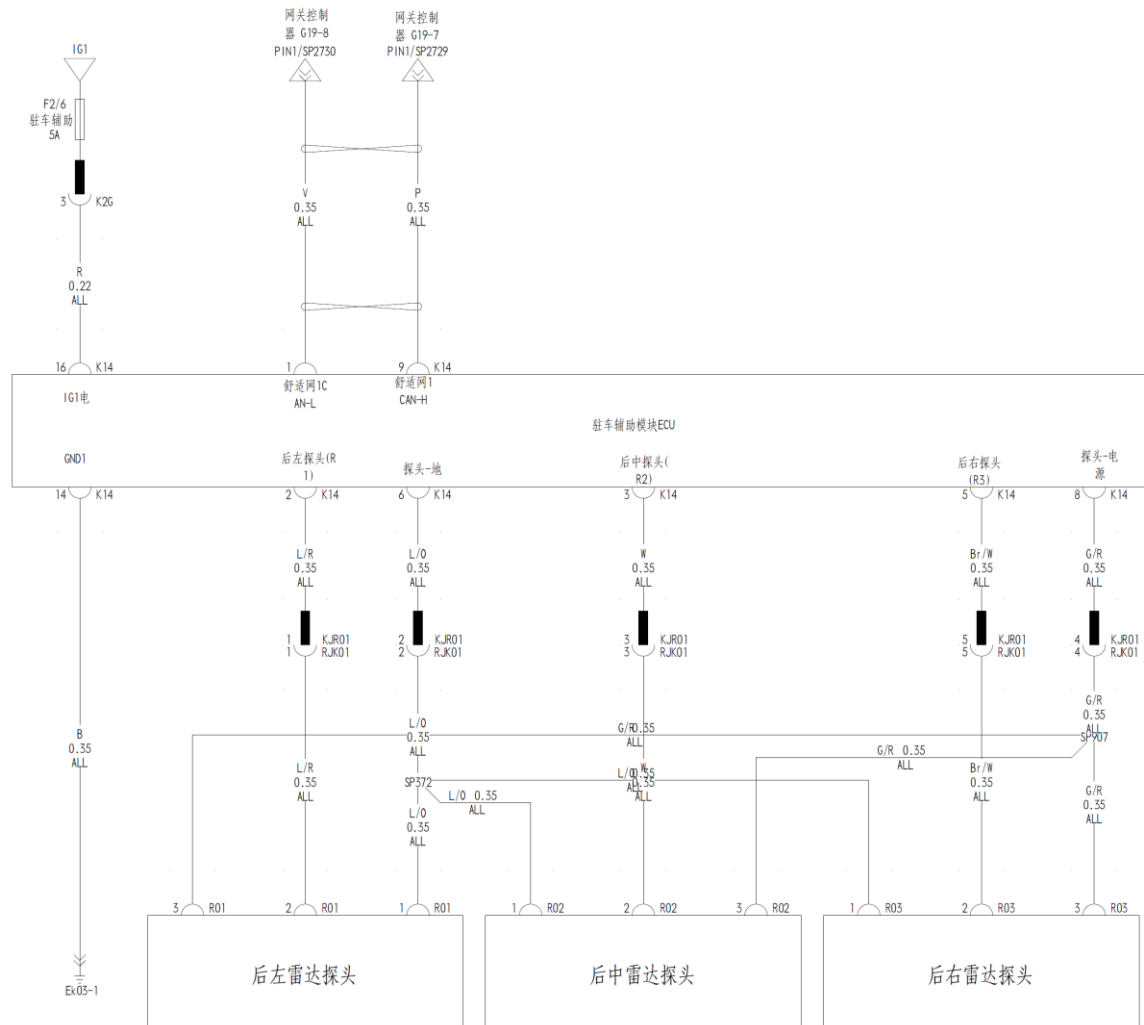 网关控制
器 G19-8
PIN1/SP2730
网关控制
器 G19-7
PIN1/SP2729
IG1
F2/6
驻车辅助
5A
3 K2G
V
0.35
ALL
P
0.35
ALL
R
0.22
ALL
16 K14
1
9 K14
IG1电
舒适网1C
AN-L
舒适网1
CAN-H
驻车辅助模块ECU
GND1
后左探头(R
1)
探头-地
后中探头(
R2)
后右探头
(R3)
探头-电
源
14 K14
2 K14
6 K14
3 K14
5 K14
8 K14
L/R
0.35
ALL
L/O
0.35
ALL
W
0.35
ALL
Br/W
0.35
ALL
G/R
0.35
ALL
1 KJR01
1 RJK01
2 KJR01
2 RJK01
3 KJR01
3 RJK01
5 KJR01
5 RJK01
4 KJR01
4 RJK01
B
0.35
ALL
L/O
0.35
ALL
G/R 0.35
ALL
G/R
0.35
ALL
SP907
G/R 0.35
ALL
L/R
0.35
ALL
SP372
L/O 0.35
ALL
W
0.35
ALL
L/O 0.35
ALL
Br/W
0.35
ALL
G/R
0.35
ALL
L/O
0.35
ALL
3 R01
2 R01
1 R01
1 R02
2 R02
3 R02
1 R03
2 R03
3 R03
后左雷达探头
后中雷达探头
后右雷达探头
Ek03-1